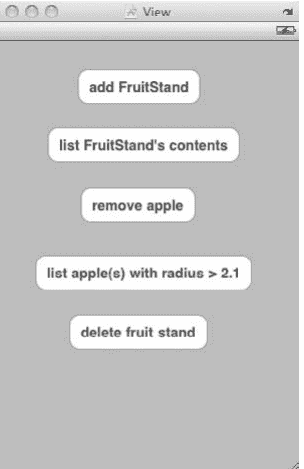 View
add FruitStand
list FruitStand's contents
remove apple
list apple(s) with radius > 2.1
delete fruit stand